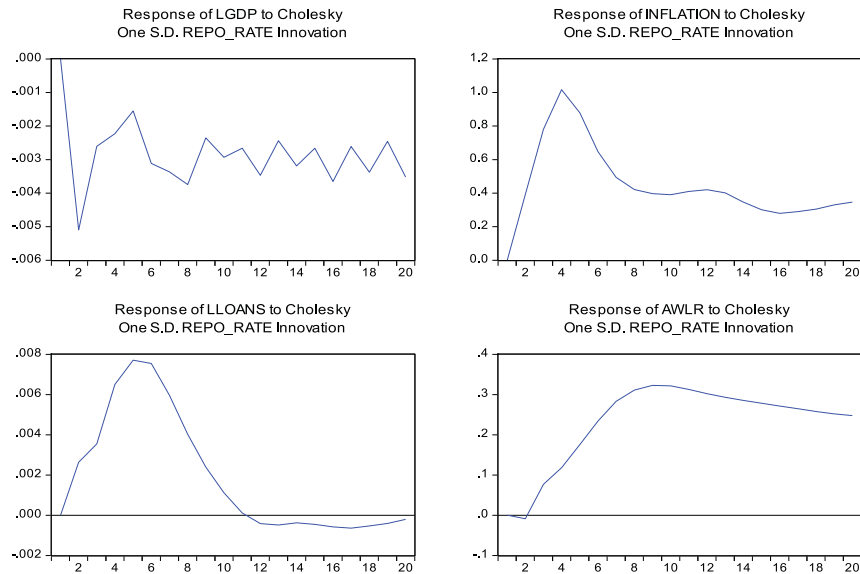 Response of LGDP to Cholesky
One S.D. REPO_RATE Innovation
.000
-.001
-.002
-.003
-.004
-.005
-.006
2 4 6 8 10 12 14 16 18 20
Response of INFLATION to Cholesky
One S.D. REPO_RATE Innovation
1.2
1.0
0.8
0.6
0.4
0.2
0.0
2 4 6 8 10 12 14 16 18 20
Response of LLOANS to Cholesky
One S.D. REPO_RATE Innovation
.008
.006
.004
.002
.000
-.002
2 4 6 8 10 12 14 16 18 20
Response of AWLR to Cholesky
One S.D. REPO_RATE Innovation
.4
.3
.2
.1
.0
-.1
2 4 6 8 10 12 14 16 18 20